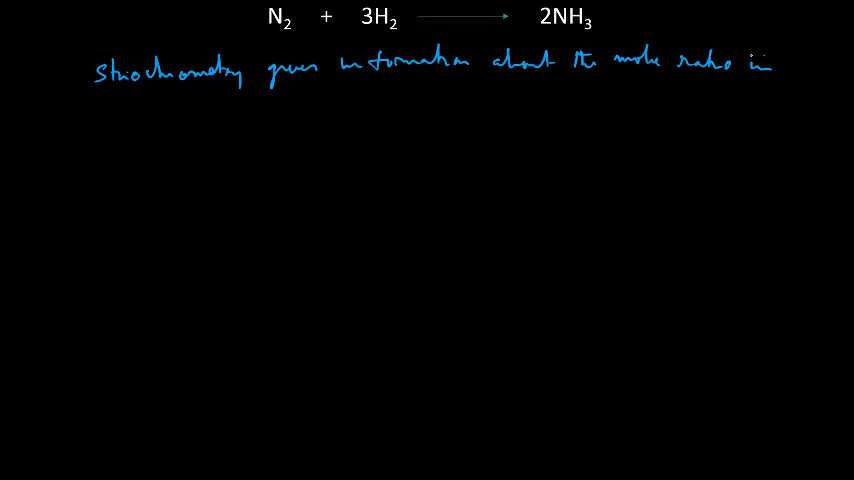 N₂ + 3H₂ → 2NH₃
Stoichiometry gives information about the mole ratio in